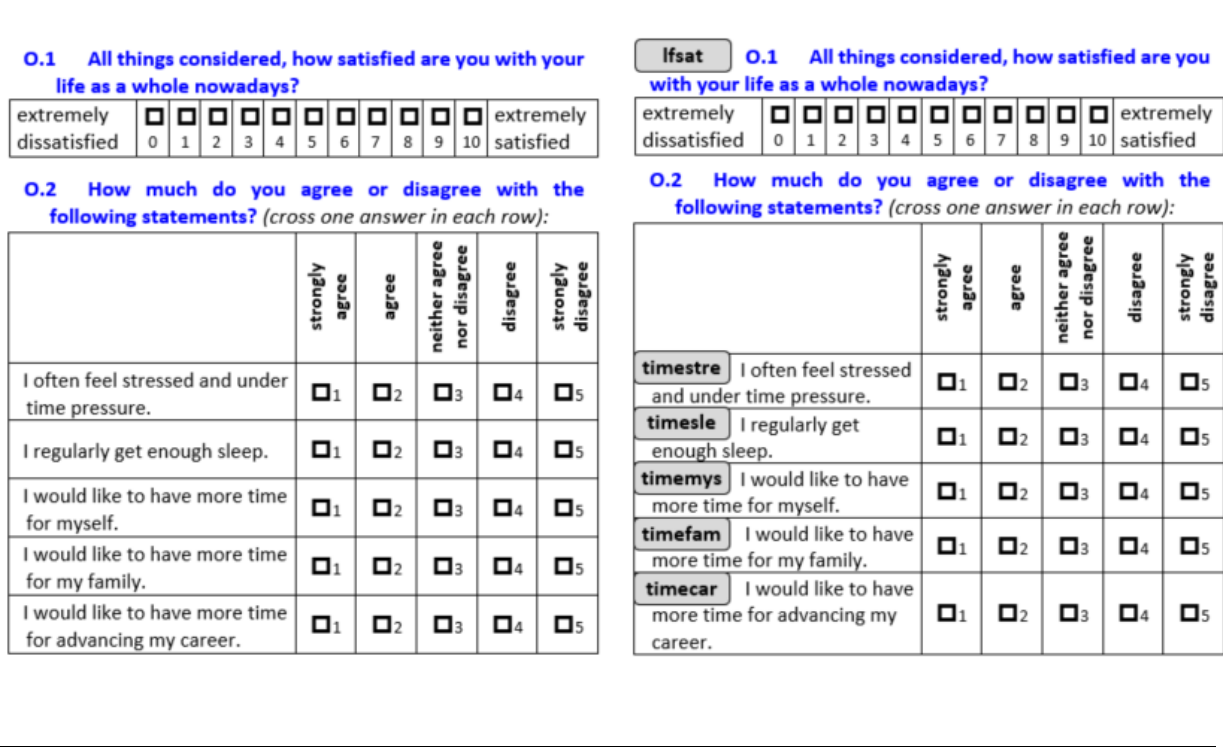 O.1 All things considered, how satisfied are you with your
life as a whole nowadays?
extremely dissatisfied 0 1 2 3 4 5 6 7 8 9 10 extremely satisfied
O.2 How much do you agree or disagree with the
following statements? (cross one answer in each row):
strongly agree
agree
neither agree nor disagree
disagree
strongly disagree
I often feel stressed and under
time pressure.
1 2 3 4 5
I regularly get enough sleep.
1 2 3 4 5
I would like to have more time
for myself.
1 2 3 4 5
I would like to have more time
for my family.
1 2 3 4 5
I would like to have more time
for advancing my career.
1 2 3 4 5
lfsat O.1 All things considered, how satisfied are you
with your life as a whole nowadays?
extremely dissatisfied 0 1 2 3 4 5 6 7 8 9 10 extremely satisfied
O.2 How much do you agree or disagree with the
following statements? (cross one answer in each row):
strongly agree
agree
neither agree nor disagree
disagree
strongly disagree
timestre I often feel stressed
and under time pressure.
1 2 3 4 5
timesle I regularly get
enough sleep.
1 2 3 4 5
timemys I would like to have
more time for myself.
1 2 3 4 5
timefam I would like to have
more time for my family.
1 2 3 4 5
timecar I would like to have
more time for advancing my
career.
1 2 3 4 5